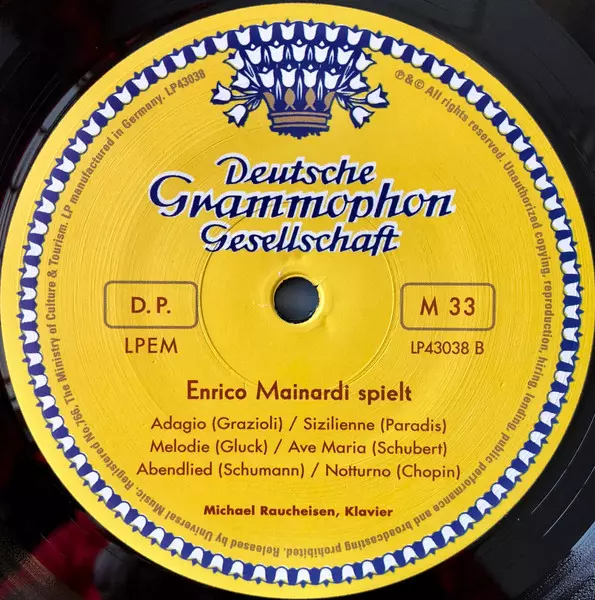 Deutsche
Grammophon
Gesellschaft
D.P.
M 33
LPEM
LP43038 B
Enrico Mainardi spielt
Adagio (Grazioli) / Sizilienne (Paradis)
Melodie (Gluck) / Ave Maria (Schubert)
Abendlied (Schumann) / Notturno (Chopin)
Michael Raucheisen, Klavier
℗&© All rights reserved. Unauthorized copying, reproduction, hiring, lending, public performance and broadcasting prohibited. Released by Universal Music. Registered No.766, The Ministry of Culture & Tourism. LP manufactured in Germany. LP43038